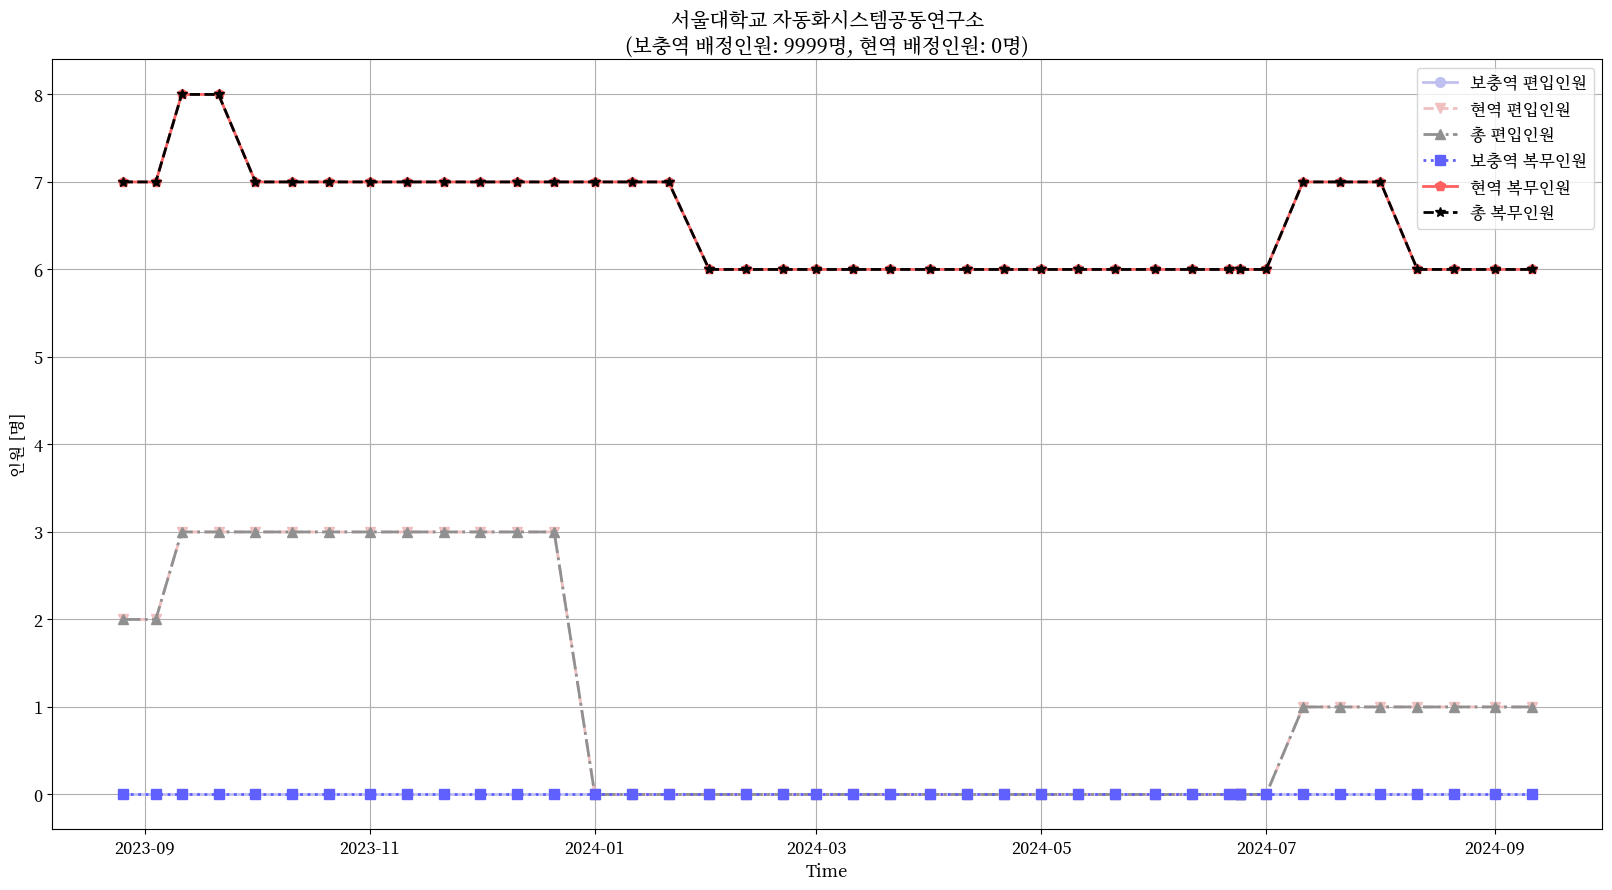 서울대학교 자동화시스템공동연구소
(보충역 배정인원: 9999명, 현역 배정인원: 0명)
보충역 편입인원
현역 편입인원
총 편입인원
보충역 복무인원
현역 복무인원
총 복무인원
인원 [명]
8
7
6
5
4
3
2
1
0
2023-09
2023-11
2024-01
2024-03
2024-05
2024-07
2024-09
Time